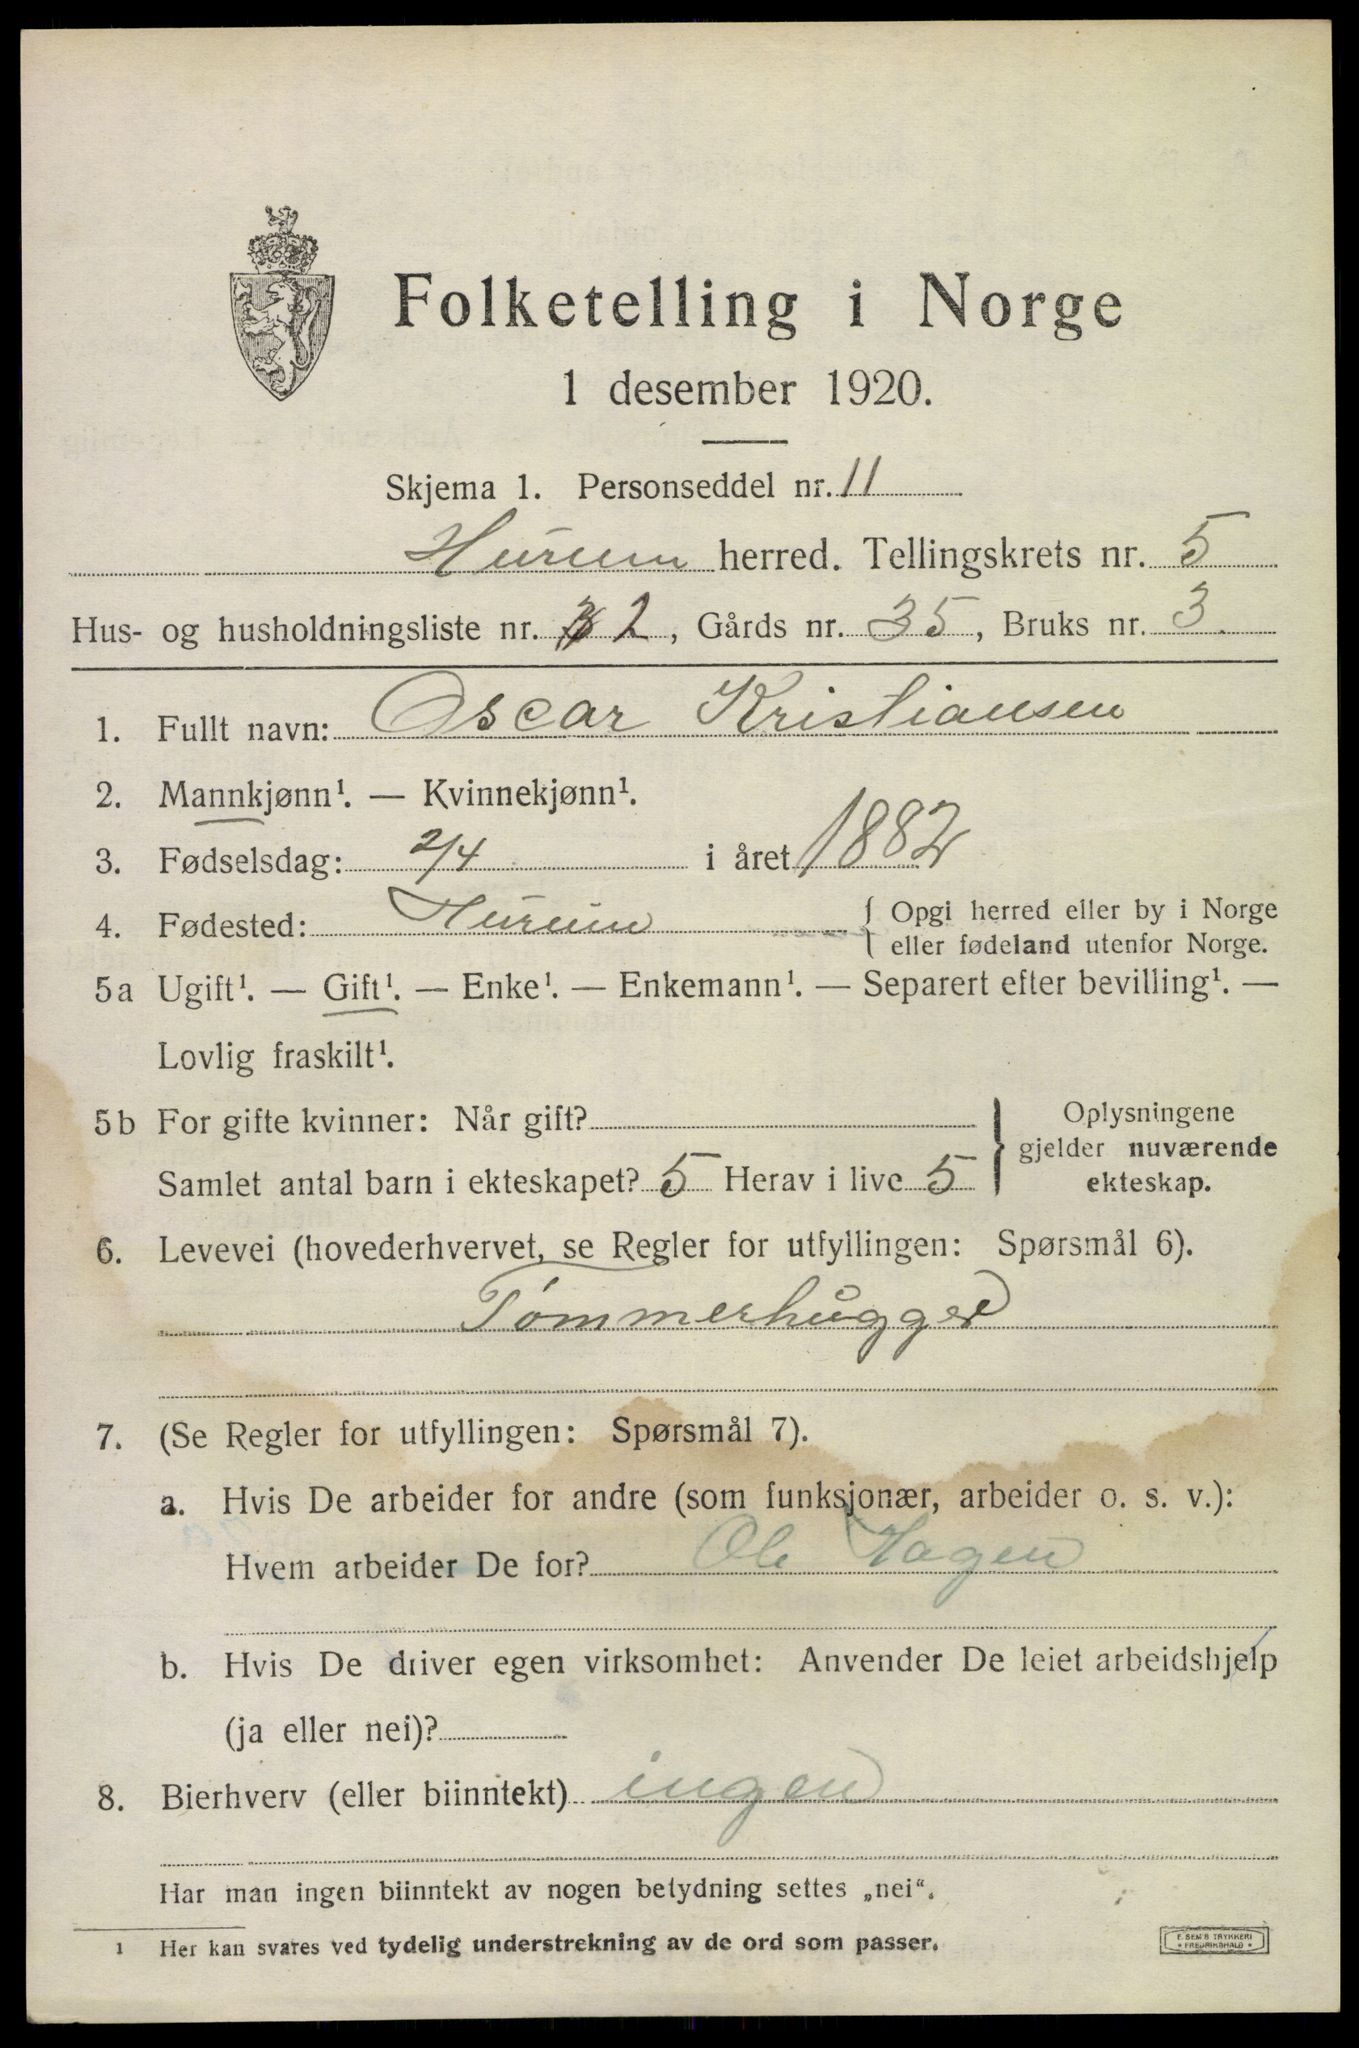 Folketelling i Norge
1 desember 1920.
Skjema 1. Personseddel nr. 11
Hurum herred. Tellingskrets nr. 5
Hus- og husholdningsliste nr. 2, Gårds nr. 35, Bruks nr. 3.
1. Fullt navn: Oscar Kristiansen
2. Mannkjønn¹. — Kvinnekjønn¹.
3. Fødselsdag: 2/4 i året 1882
4. Fødested: Hurum { Opgi herred eller by i Norge
eller fødeland utenfor Norge.
5a Ugift¹. — Gift¹. — Enke¹. — Enkemann¹. — Separert efter bevilling¹. —
Lovlig fraskilt¹.
5b For gifte kvinner: Når gift?
Samlet antal barn i ekteskapet? 5 Herav i live 5
} Oplysningene
gjelder nuværende
ekteskap.
6. Levevei (hovederhvervet, se Regler for utfyllingen: Spørsmål 6).
Tømmerhugger
7. (Se Regler for utfyllingen: Spørsmål 7).
a. Hvis De arbeider for andre (som funksjonær, arbeider o. s. v.):
Hvem arbeider De for? Ole Hagen
b. Hvis De driver egen virksomhet: Anvender De leiet arbeidshjelp
(ja eller nei)?
8. Bierhverv (eller biinntekt) ingen
Har man ingen biinntekt av nogen betydning settes „nei“.
1 Her kan svares ved tydelig understrekning av de ord som passer.
E. SEM'S TRYKKERI
* FREDRIKSHALD *